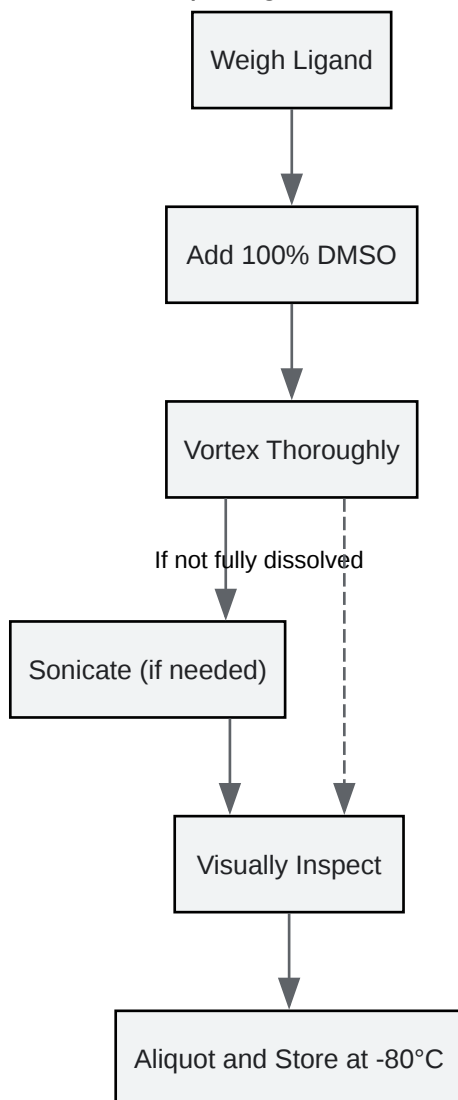 Weigh Ligand
Add 100% DMSO
Vortex Thoroughly
If not fully dissolved
Sonicate (if needed)
Visually Inspect
Aliquot and Store at -80°C